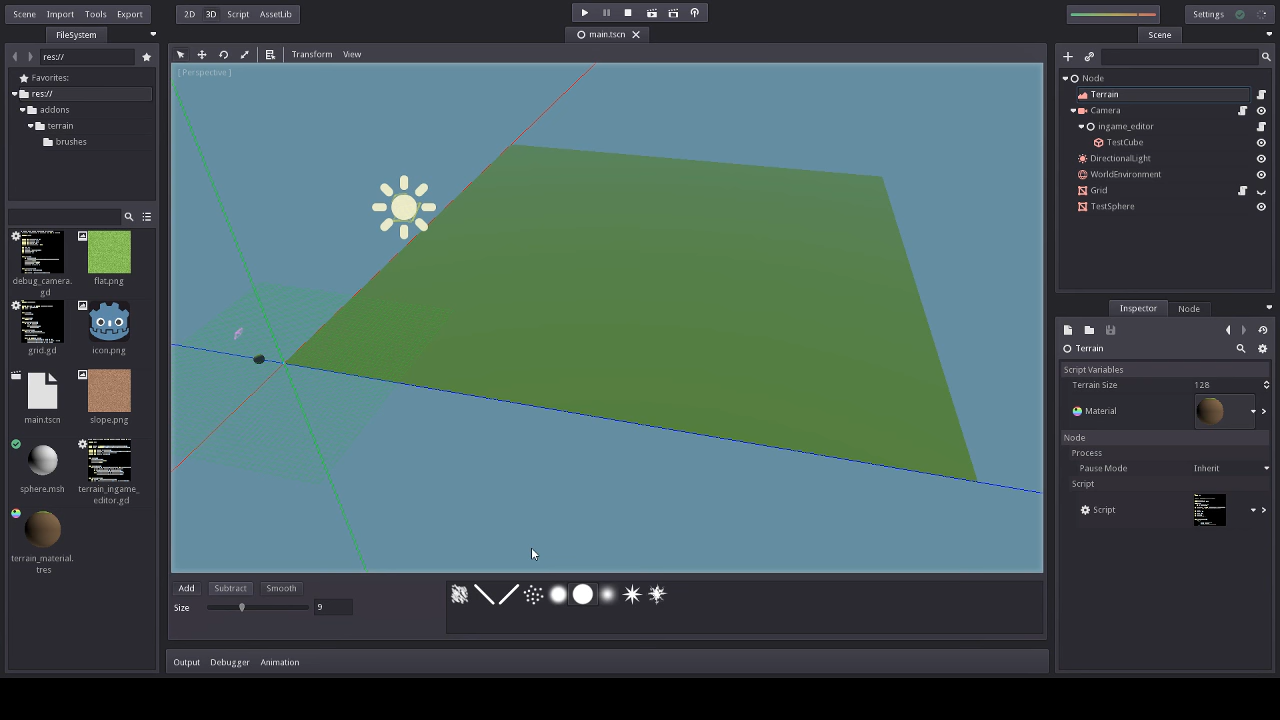 Scene Import Tools Export 2D 3D Script AssetLib Settings
FileSystem
main.tscn
Scene
res://
Transform View
[ Perspective ]
Favorites:
res://
addons
terrain
brushes
debug_camera.
gd
flat.png
grid.gd
icon.png
main.tscn
slope.png
sphere.msh
terrain_ingame_
editor.gd
terrain_material.
tres
Add Subtract Smooth
Size 9
Output Debugger Animation
Node
Terrain
Camera
ingame_editor
TestCube
DirectionalLight
WorldEnvironment
Grid
TestSphere
Inspector Node
Terrain
Script Variables
Terrain Size 128
Material
Node
Process
Pause Mode Inherit
Script
Script